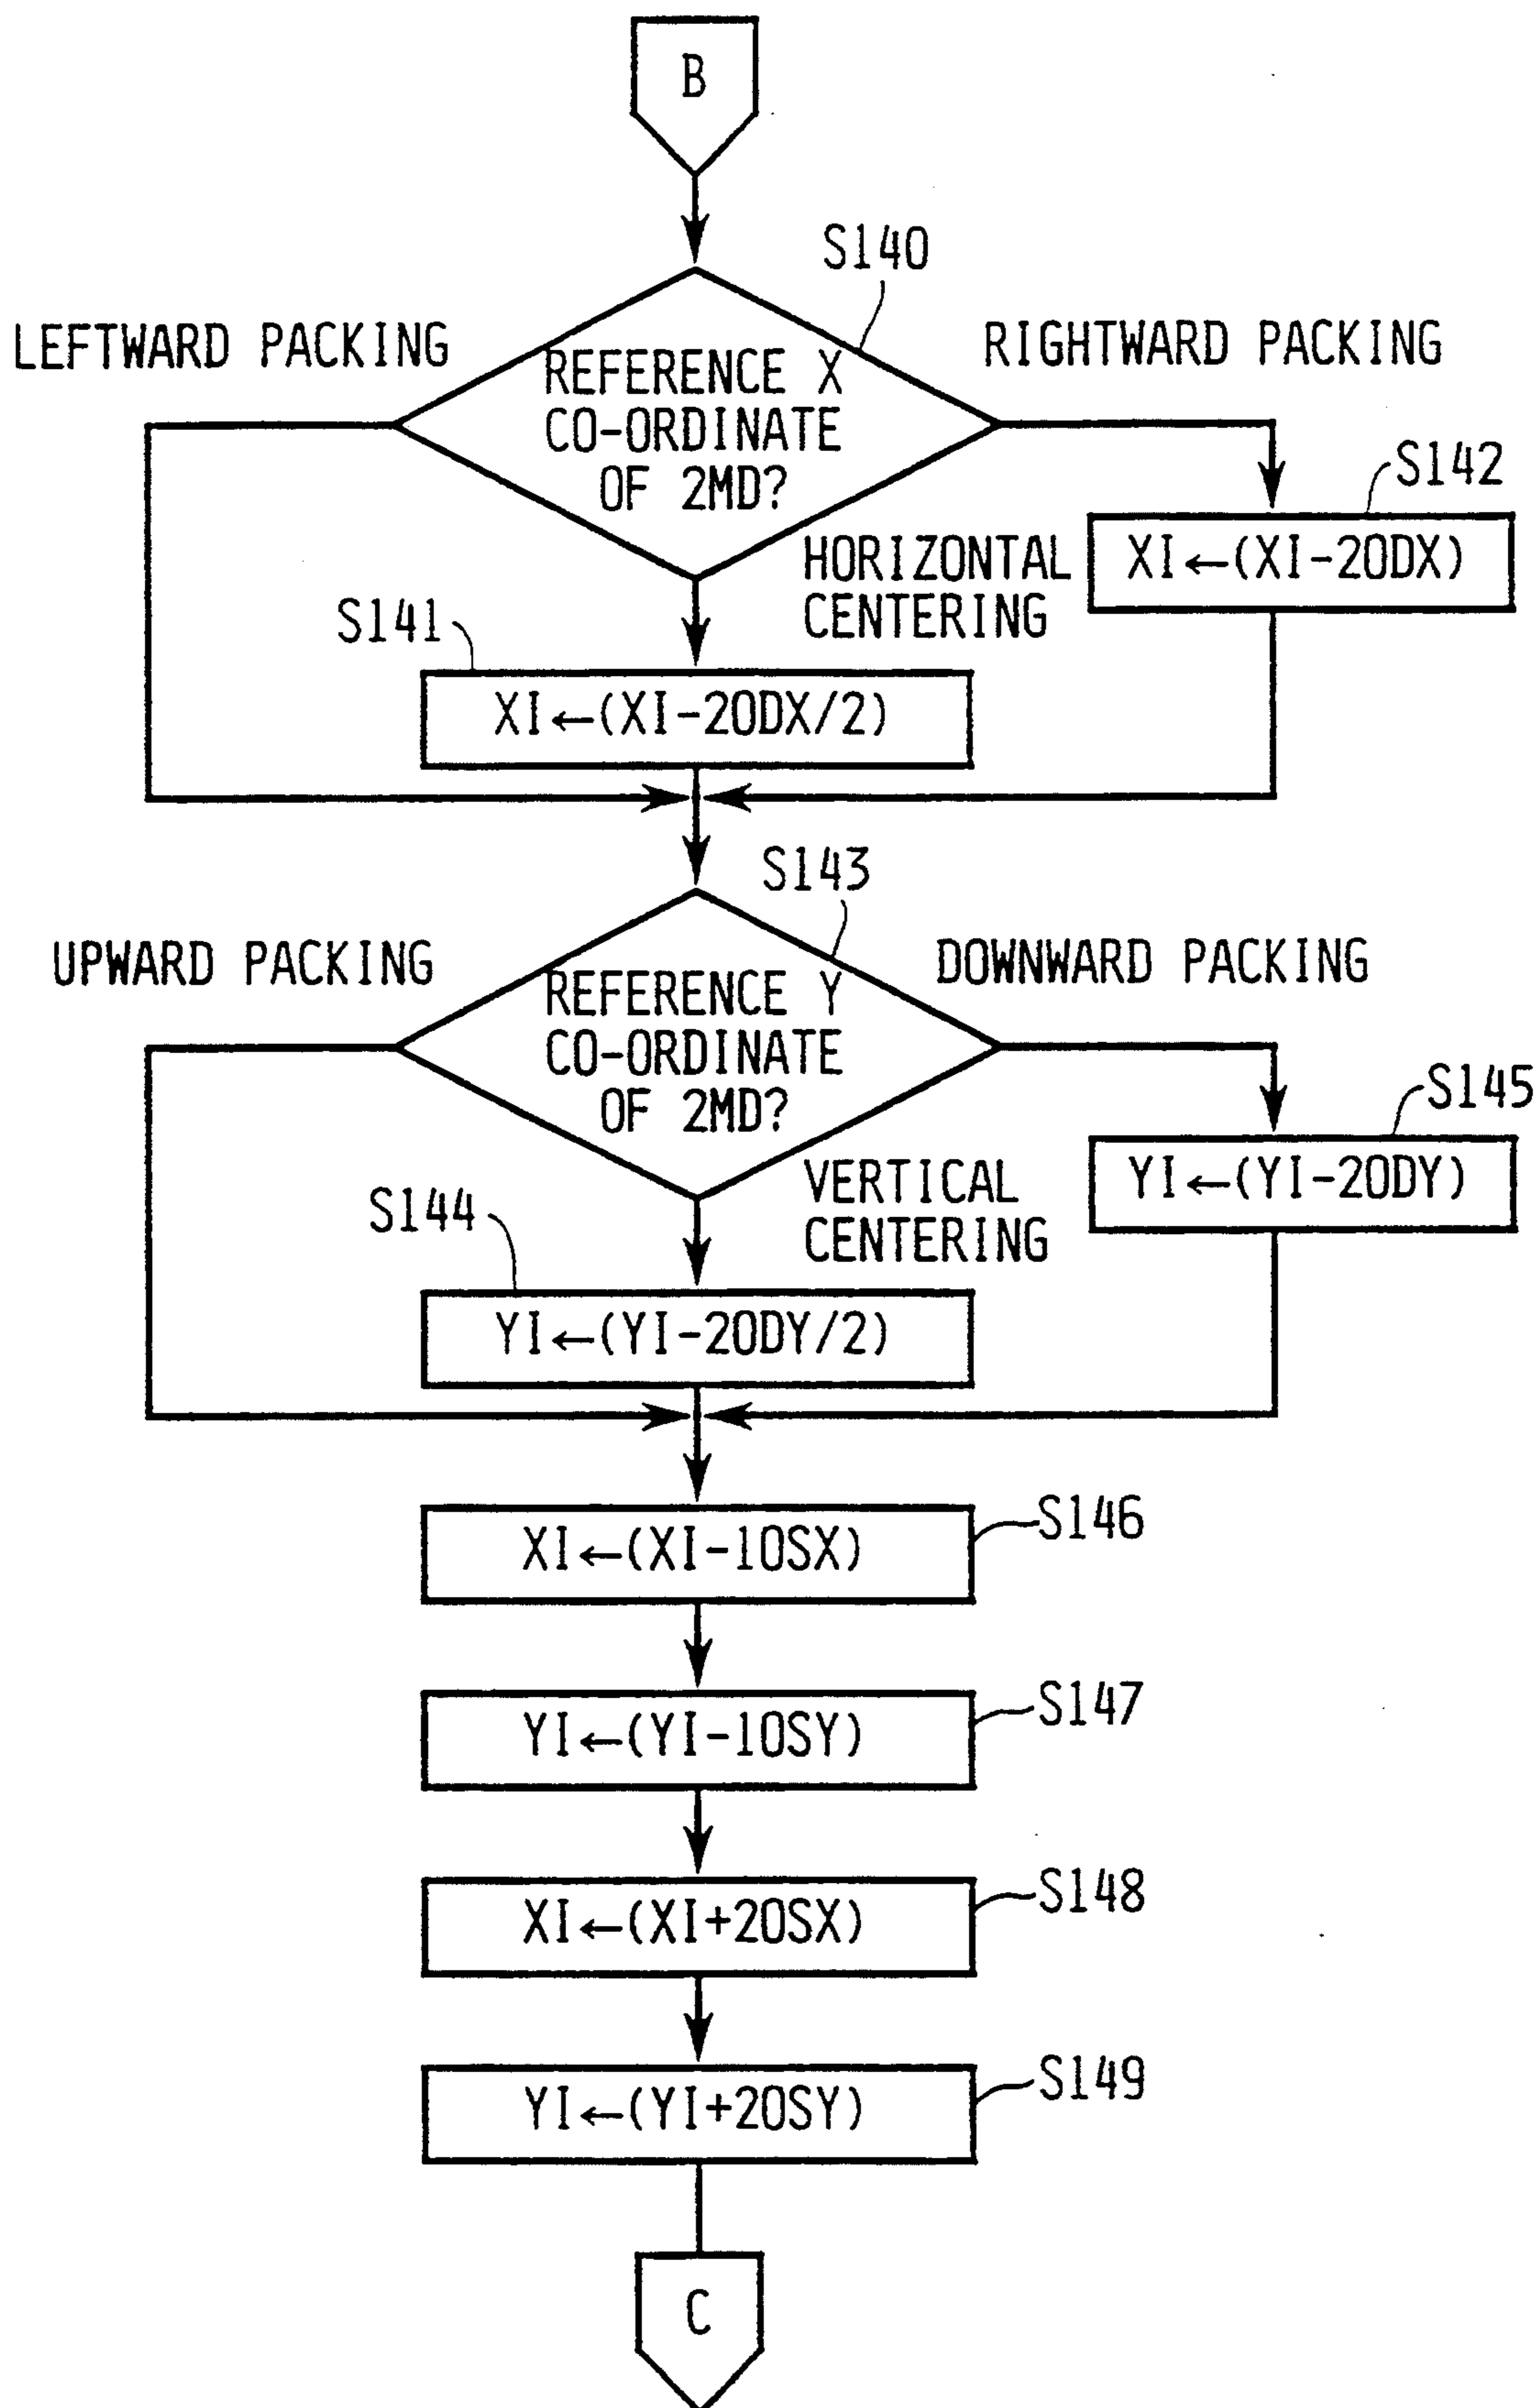 B
S140
LEFTWARD PACKING
RIGHTWARD PACKING
REFERENCE X
CO-ORDINATE
OF 2MD?
S142
XI←(XI-20DX)
HORIZONTAL
CENTERING
S141
XI←(XI-20DX/2)
S143
UPWARD PACKING
DOWNWARD PACKING
REFERENCE Y
CO-ORDINATE
OF 2MD?
S145
YI←(YI-20DY)
VERTICAL
CENTERING
S144
YI←(YI-20DY/2)
S146
XI←(XI-10SX)
S147
YI←(YI-10SY)
S148
XI←(XI+20SX)
S149
YI←(YI+20SY)
C